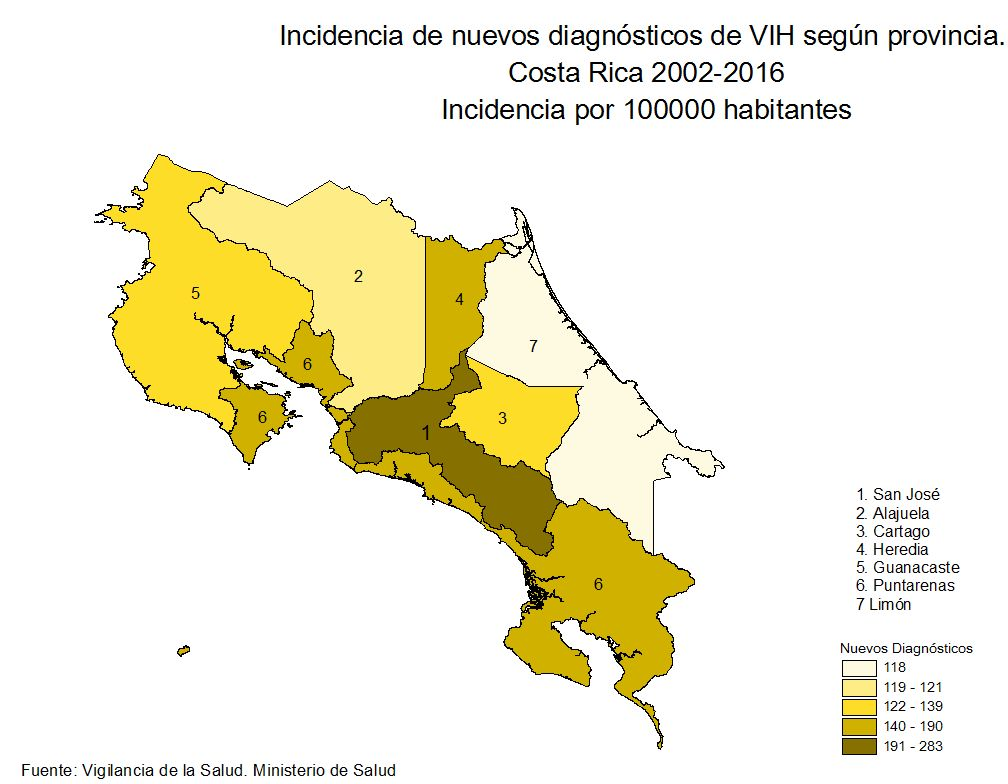 Incidencia de nuevos diagnósticos de VIH según provincia.
Costa Rica 2002-2016
Incidencia por 100000 habitantes
2
5
4
7
6
6
3
1
6
1. San José
2. Alajuela
3. Cartago
4. Heredia
5. Guanacaste
6. Puntarenas
7 Limón
Nuevos Diagnósticos
118
119 - 121
122 - 139
140 - 190
191 - 283
Fuente: Vigilancia de la Salud. Ministerio de Salud